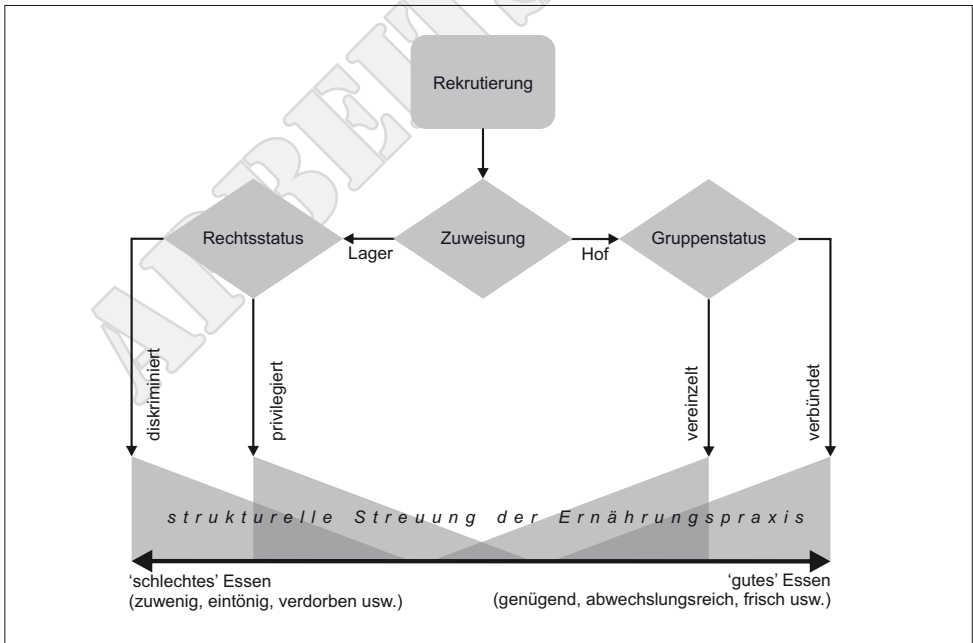 Rekrutierung
Rechtsstatus
Lager
Zuweisung
Hof
Gruppenstatus
diskriminiert
privilegiert
vereinzelt
verbündet
strukturelle Streuung der Ernährungspraxis
‘schlechtes’ Essen
(zuwenig, eintönig, verdorben usw.)
‘gutes’ Essen
(genügend, abwechslungsreich, frisch usw.)